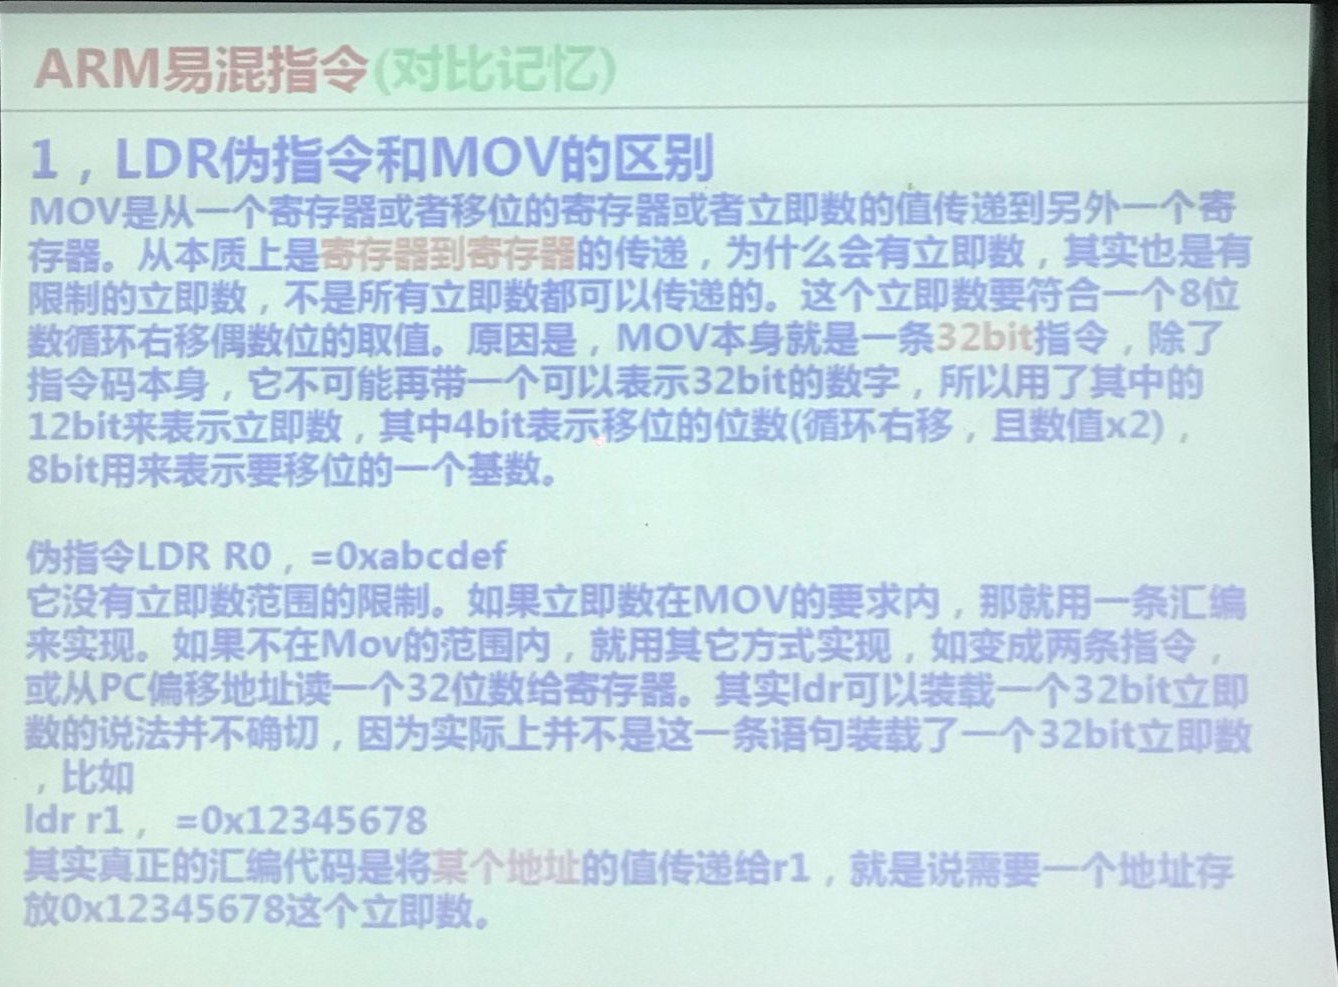 ARM易混指令(对比记忆)
1，LDR伪指令和MOV的区别
MOV是从一个寄存器或者移位的寄存器或者立即数的值传递到另外一个寄
存器。从本质上是寄存器到寄存器的传递，为什么会有立即数，其实也是有
限制的立即数，不是所有立即数都可以传递的。这个立即数要符合一个8位
数循环右移偶数位的取值。原因是，MOV本身就是一条32bit指令，除了
指令码本身，它不可能再带一个可以表示32bit的数字，所以用了其中的
12bit来表示立即数，其中4bit表示移位的位数(循环右移，且数值x2)，
8bit用来表示要移位的一个基数。
伪指令LDR R0，=0xabcdef
它没有立即数范围的限制。如果立即数在MOV的要求内，那就用一条汇编
来实现。如果不在Mov的范围内，就用其它方式实现，如变成两条指令，
或从PC偏移地址读一个32位数给寄存器。其实ldr可以装载一个32bit立即
数的说法并不确切，因为实际上并不是这一条语句装载了一个32bit立即数
，比如
ldr r1， =0x12345678
其实真正的汇编代码是将某个地址的值传递给r1，就是说需要一个地址存
放0x12345678这个立即数。